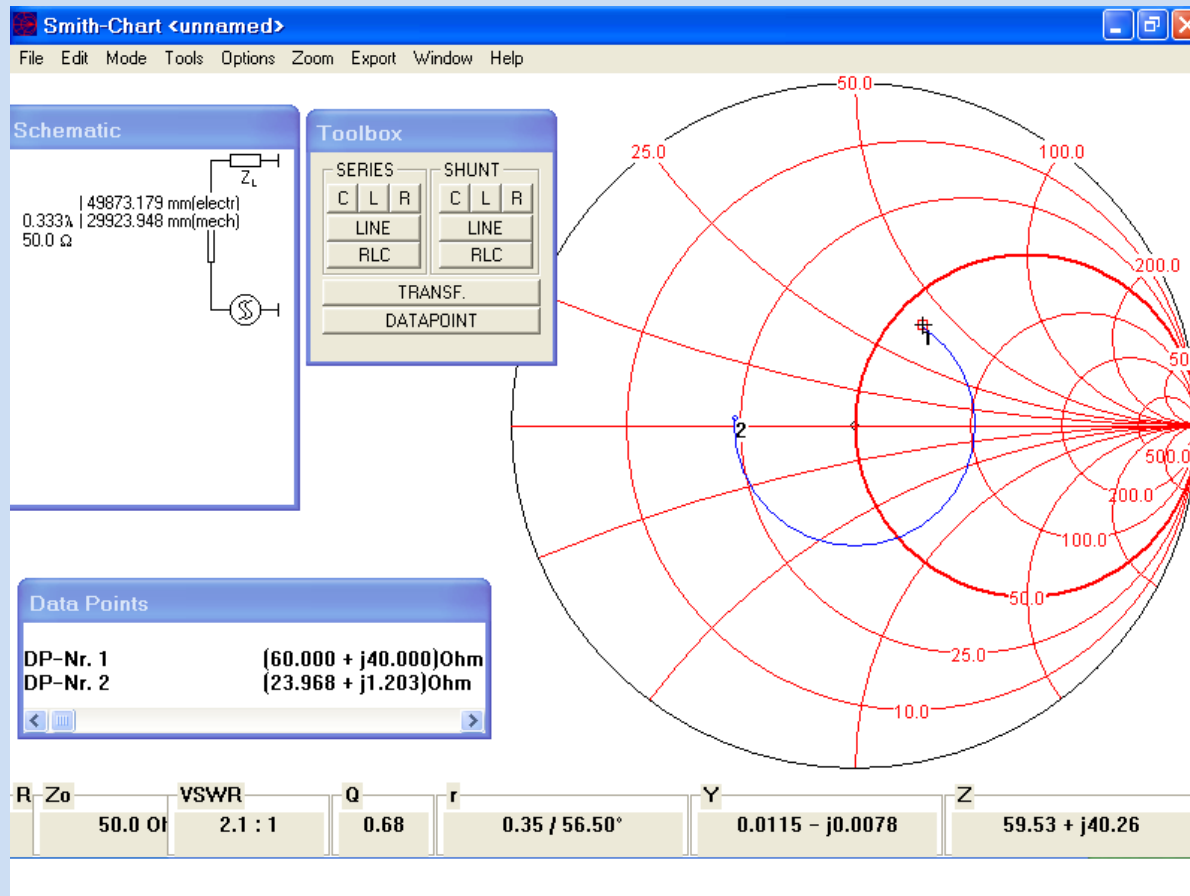 Smith-Chart <unnamed>
File Edit Mode Tools Options Zoom Export Window Help
Schematic
Z L
| 49873.179 mm(electr)
0.333λ | 29923.948 mm(mech)
50.0 Ω
Toolbox
SERIES SHUNT
C L R C L R
LINE LINE
RLC RLC
TRANSF.
DATAPOINT
50.0
25.0
100.0
200.0
50
1
2
500.0
200.0
100.0
50.0
25.0
10.0
Data Points
DP-Nr. 1 (60.000 + j40.000)Ohm
DP-Nr. 2 (23.968 + j1.203)Ohm
R Zo VSWR Q r Y Z
50.0 Oh 2.1 : 1 0.68 0.35 / 56.50° 0.0115 - j0.0078 59.53 + j40.26